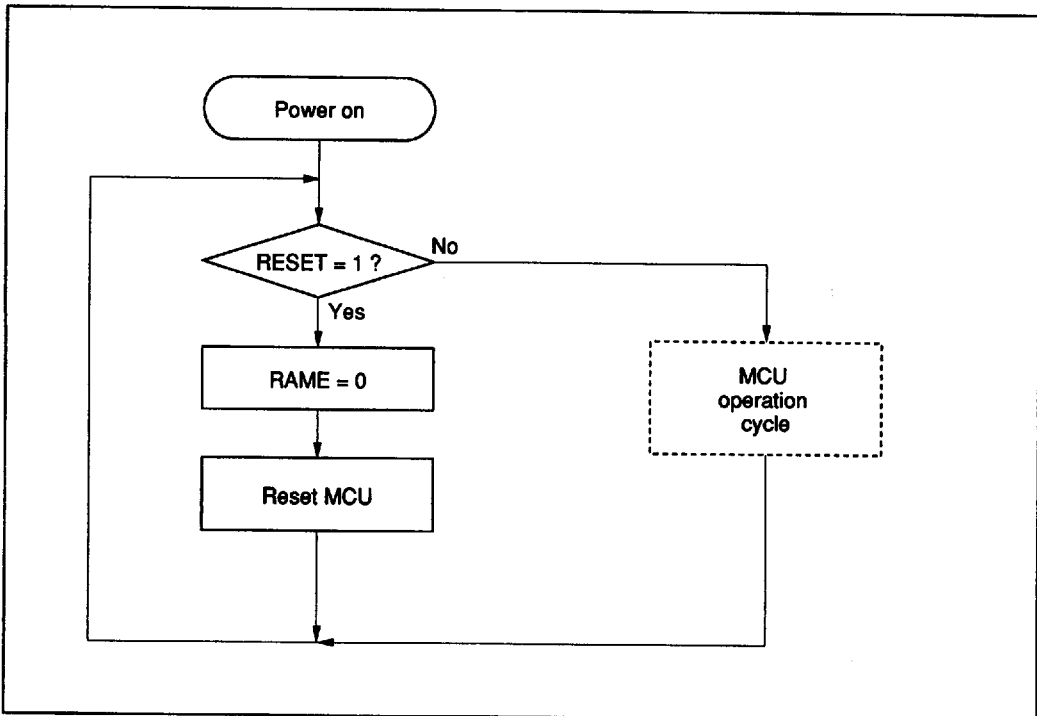 Power on
RESET = 1 ?
No
Yes
RAME = 0
MCU
operation
cycle
Reset MCU